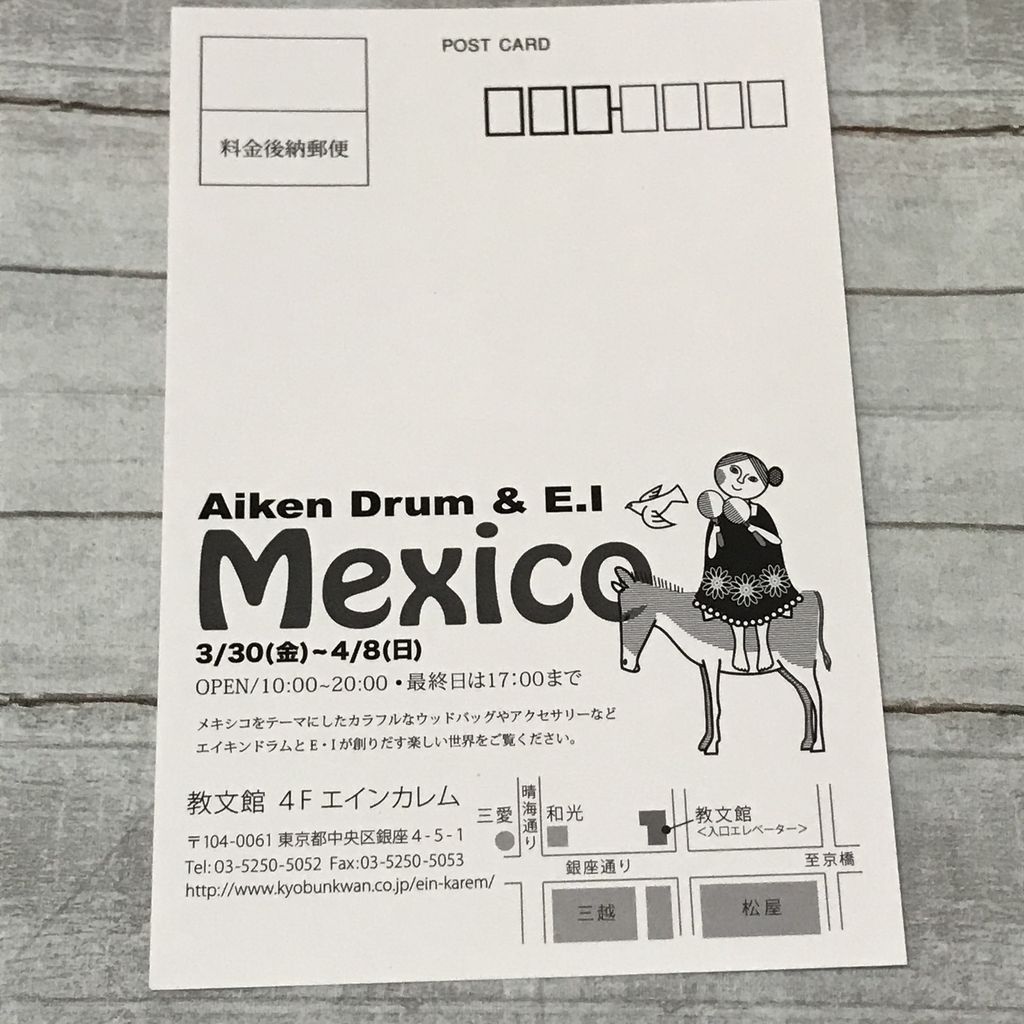 POST CARD
料金後納郵便
Aiken Drum & E.I
Mexico
3/30(金)~4/8(日)
OPEN/10:00~20:00・最終日は17:00まで
メキシコをテーマにしたカラフルなウッドバッグやアクセサリーなど
エイキンドラムとE・Iが創りだす楽しい世界をご覧ください。
教文館 4F エインカレム
〒104-0061 東京都中央区銀座4-5-1
Tel: 03-5250-5052 Fax:03-5250-5053
http://www.kyobunkwan.co.jp/ein-karem/
三愛
晴海通り
和光
教文館
<入口エレベーター>
銀座通り
至京橋
三越
松屋